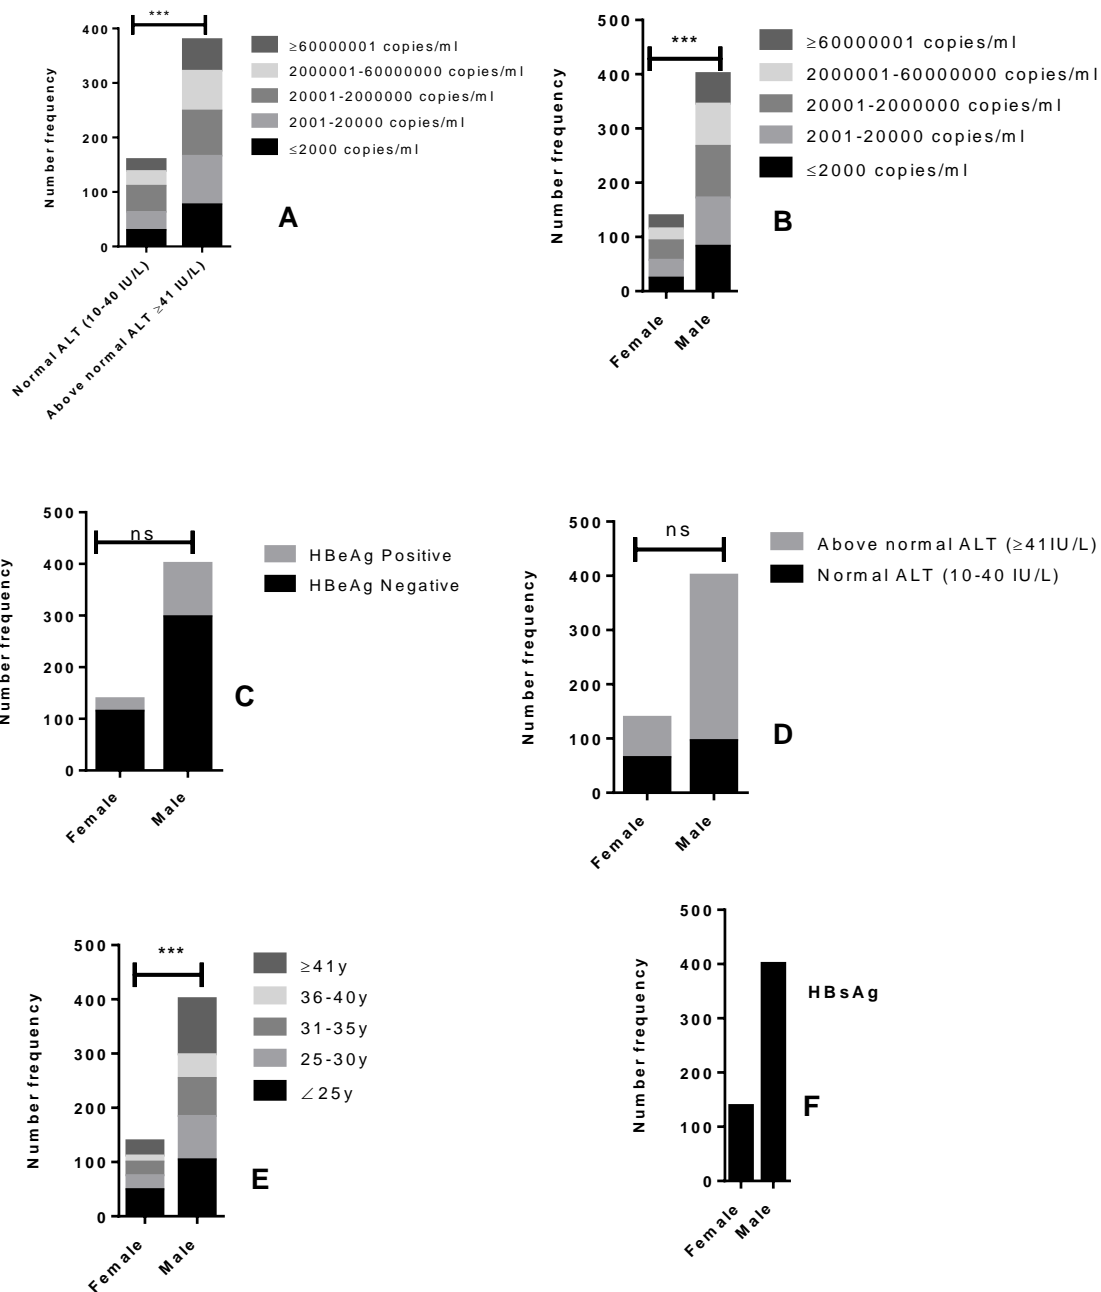 ***
400
300
200
100
0
Number frequency
≥60000001 copies/ml
2000001-60000000 copies/ml
20001-2000000 copies/ml
2001-20000 copies/ml
≤2000 copies/ml
A
Normal ALT (10-40 IU/L)
Above normal ALT ≥41 IU/L)
***
500
400
300
200
100
0
Number frequency
≥60000001 copies/ml
2000001-60000000 copies/ml
20001-2000000 copies/ml
2001-20000 copies/ml
≤2000 copies/ml
B
Female
Male
ns
500
400
300
200
100
0
Number frequency
HBeAg Positive
HBeAg Negative
C
Female
Male
ns
500
400
300
200
100
0
Number frequency
Above normal ALT (≥41IU/L)
Normal ALT (10-40 IU/L)
D
Female
Male
***
500
400
300
200
100
0
Number frequency
≥41y
36-40y
31-35y
25-30y
∠25y
E
Female
Male
500
400
300
200
100
0
Number frequency
HBsAg
F
Female
Male